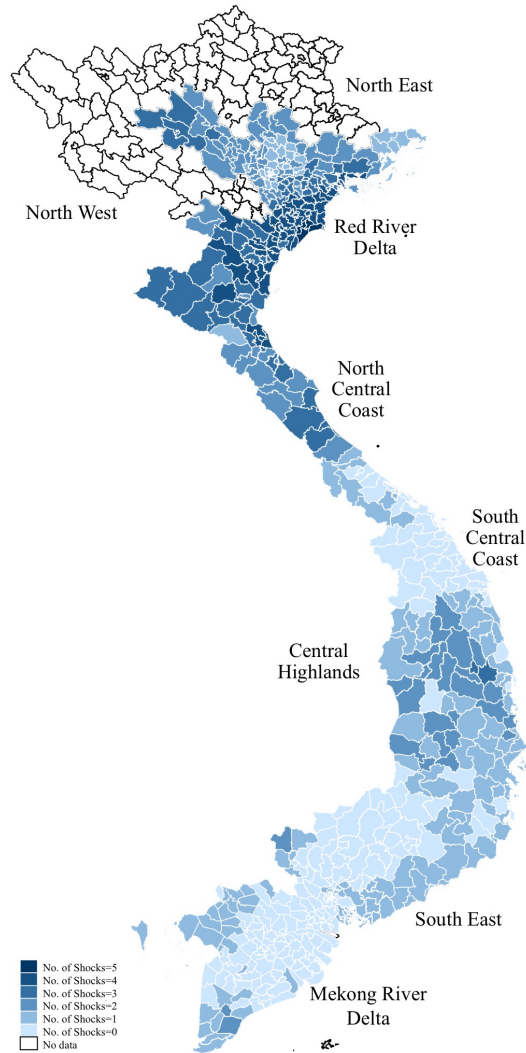 North East
North West
Red River
Delta
North
Central
Coast
South
Central
Coast
Central
Highlands
South East
Mekong River
Delta
No. of Shocks=5
No. of Shocks=4
No. of Shocks=3
No. of Shocks=2
No. of Shocks=1
No. of Shocks=0
No data